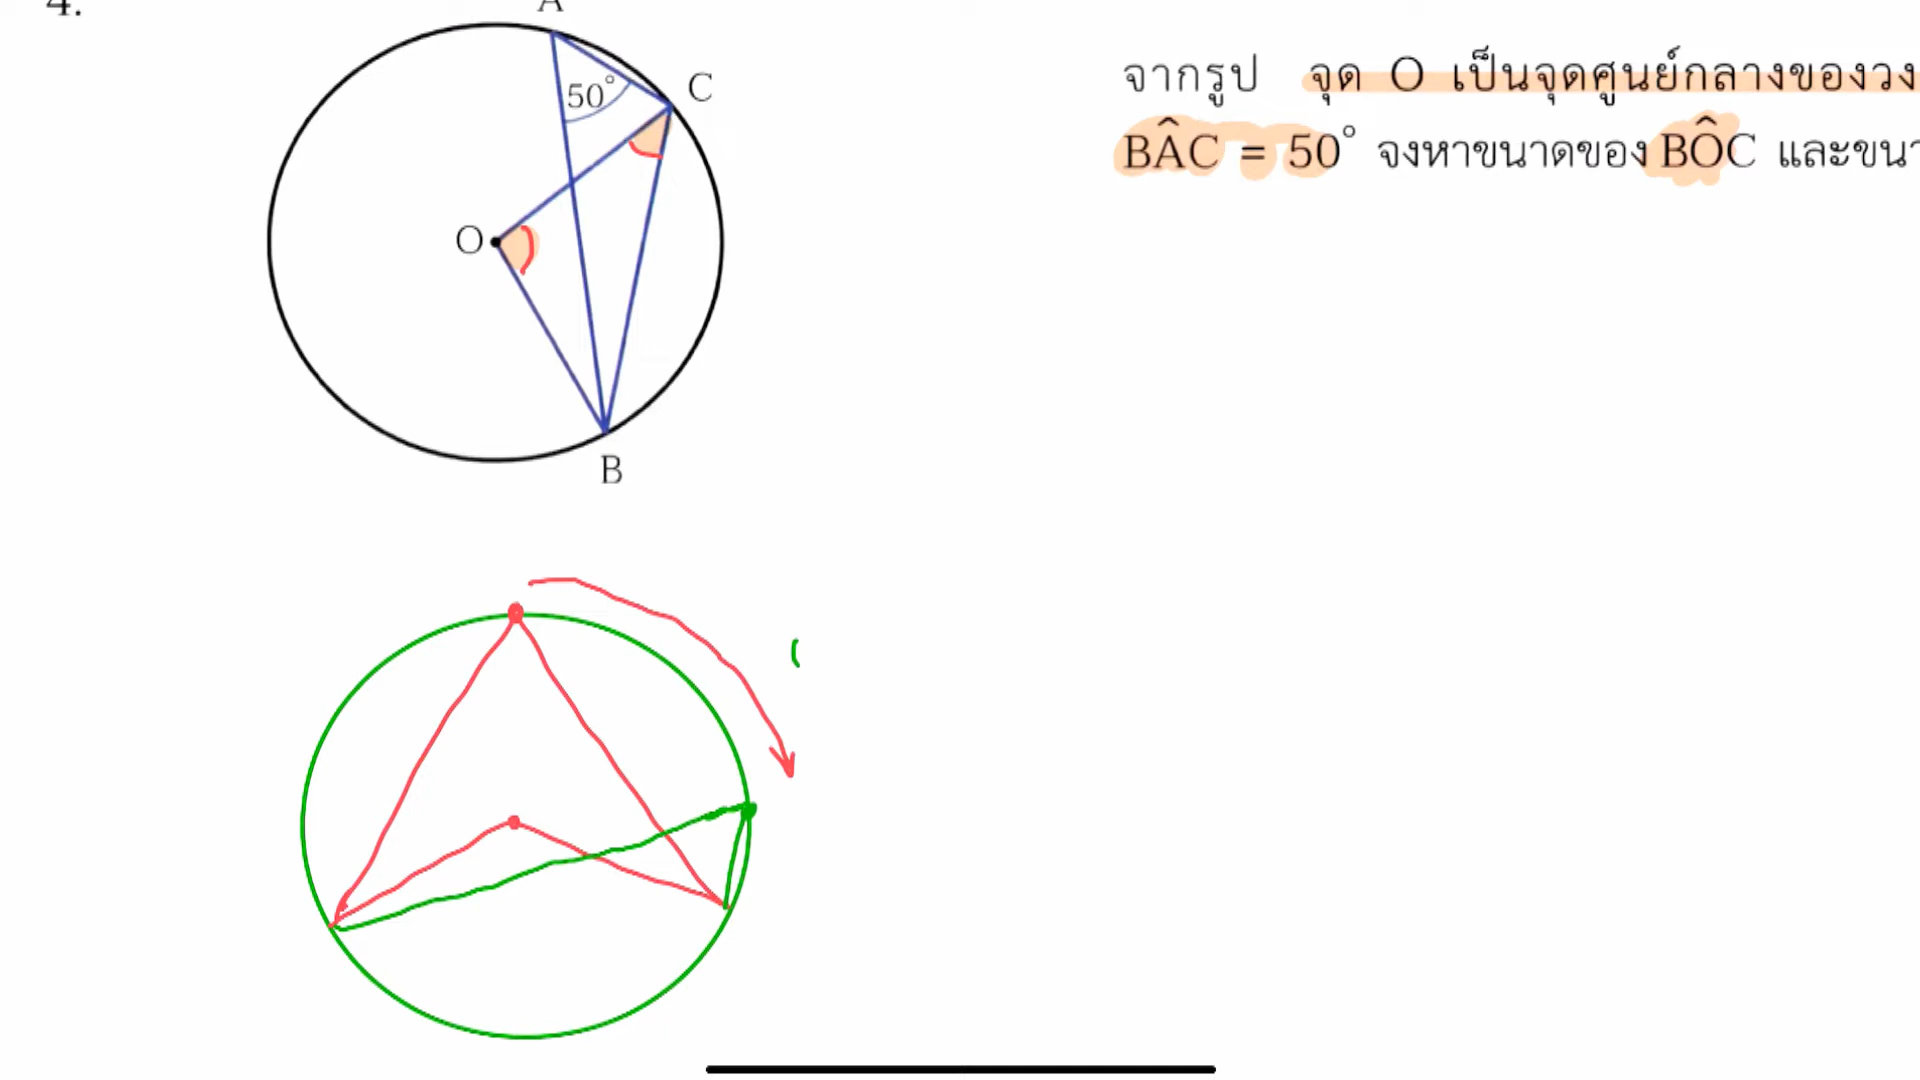 4.
A
C
50°
O
B
จากรูป จุด O เป็นจุดศูนย์กลางของวง
BÂC = 50° จงหาขนาดของ BÔC และขนา